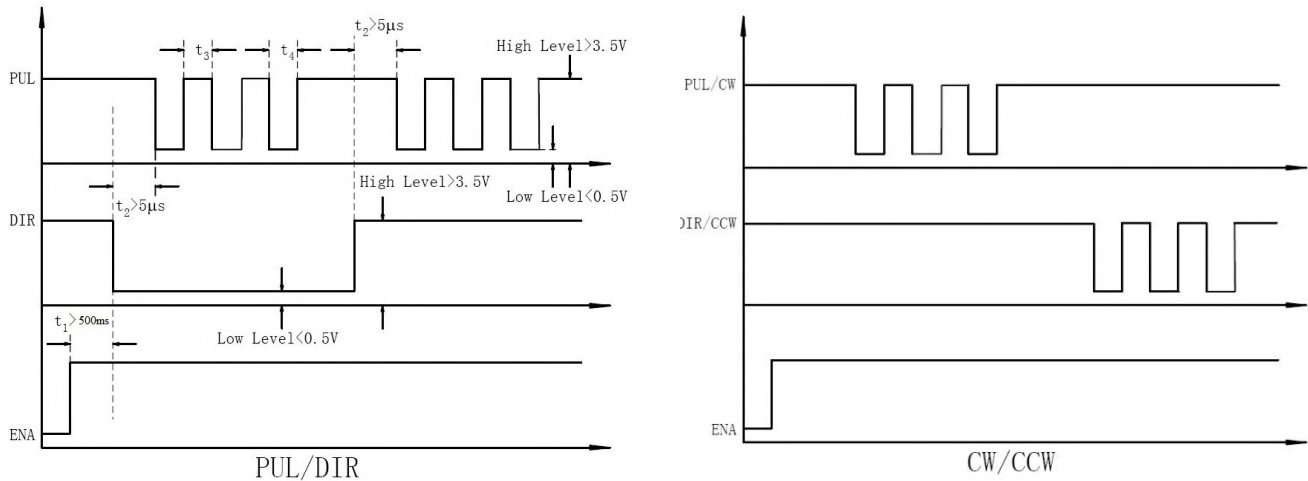 t₂>5μs
t₃
t₄
High Level>3.5V
PUL
Low Level<0.5V
t₂>5μs
High Level>3.5V
DIR
t₁>500ms
Low Level<0.5V
ENA
PUL/DIR
PUL/CW
DIR/CCW
ENA
CW/CCW